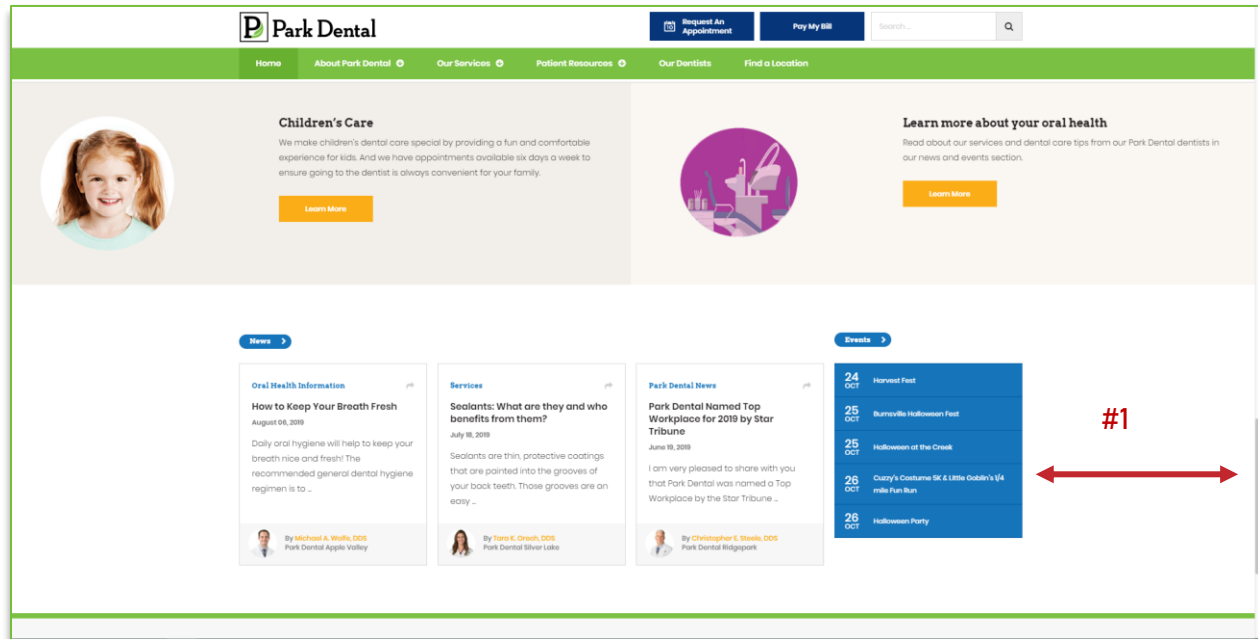 Park Dental
Request An
Appointment
Pay My Bill
Search ...
Home
About Park Dental
Our Services
Patient Resources
Our Dentists
Find a Location
Children's Care
We make children's dental care special by providing a fun and comfortable
experience for kids. And we have appointments available six days a week to
ensure going to the dentist is always convenient for your family.
Learn More
Learn more about your oral health
Read about our services and dental care tips from our Park Dental dentists in
our news and events section.
Learn More
News
Oral Health Information
How to Keep Your Breath Fresh
August 06, 2019
Daily oral hygiene will help to keep your
breath nice and fresh! The
recommended general dental hygiene
regimen is to ...
By Michael A. Wolfe, DDS
Park Dental Apple Valley
Services
Sealants: What are they and who
benefits from them?
July 18, 2019
Sealants are thin, protective coatings
that are painted into the grooves of
your back teeth. Those grooves are an
easy ...
By Tara K. Orach, DDS
Park Dental Silver Lake
Park Dental News
Park Dental Named Top
Workplace for 2019 by Star
Tribune
June 19, 2019
I am very pleased to share with you
that Park Dental was named a Top
Workplace by the Star Tribune ...
By Christopher E. Steele, DDS
Park Dental Ridgepark
Events
24
OCT
Harvest Fest
25
OCT
Burnsville Halloween Fest
25
OCT
Halloween at the Creek
26
OCT
Cuzzy's Costume 5K & Little Goblin's 1/4
mile Fun Run
26
OCT
Halloween Party
#1